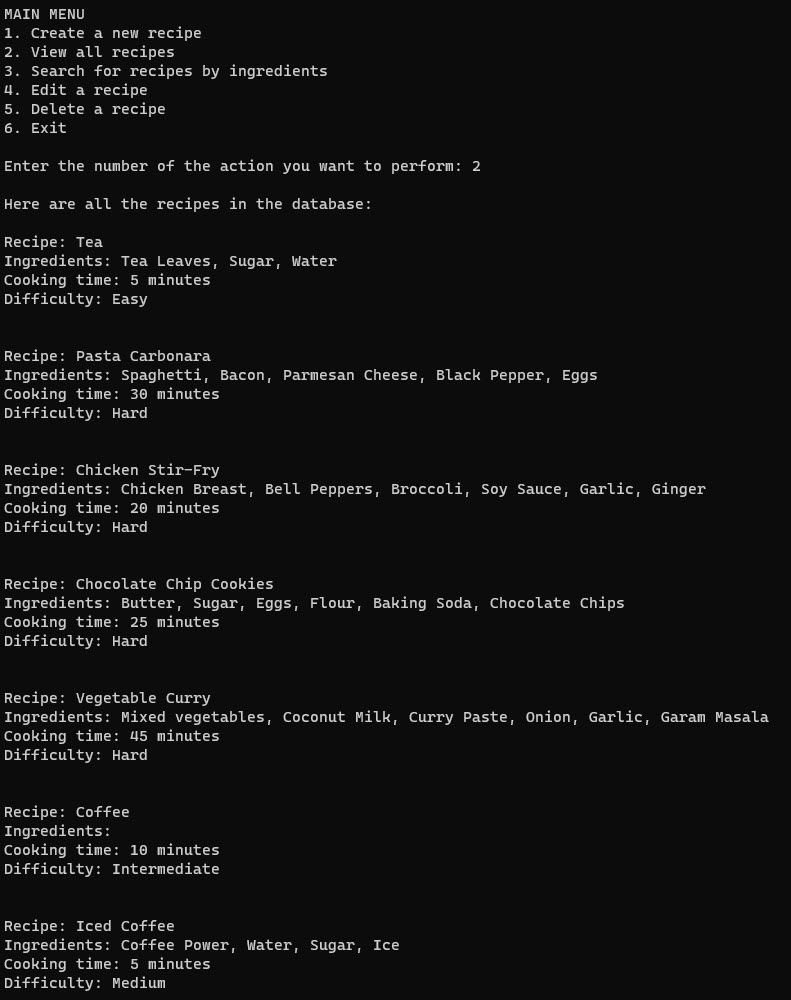 MAIN MENU
1. Create a new recipe
2. View all recipes
3. Search for recipes by ingredients
4. Edit a recipe
5. Delete a recipe
6. Exit
Enter the number of the action you want to perform: 2
Here are all the recipes in the database:
Recipe: Tea
Ingredients: Tea Leaves, Sugar, Water
Cooking time: 5 minutes
Difficulty: Easy
Recipe: Pasta Carbonara
Ingredients: Spaghetti, Bacon, Parmesan Cheese, Black Pepper, Eggs
Cooking time: 30 minutes
Difficulty: Hard
Recipe: Chicken Stir-Fry
Ingredients: Chicken Breast, Bell Peppers, Broccoli, Soy Sauce, Garlic, Ginger
Cooking time: 20 minutes
Difficulty: Hard
Recipe: Chocolate Chip Cookies
Ingredients: Butter, Sugar, Eggs, Flour, Baking Soda, Chocolate Chips
Cooking time: 25 minutes
Difficulty: Hard
Recipe: Vegetable Curry
Ingredients: Mixed vegetables, Coconut Milk, Curry Paste, Onion, Garlic, Garam Masala
Cooking time: 45 minutes
Difficulty: Hard
Recipe: Coffee
Ingredients:
Cooking time: 10 minutes
Difficulty: Intermediate
Recipe: Iced Coffee
Ingredients: Coffee Power, Water, Sugar, Ice
Cooking time: 5 minutes
Difficulty: Medium